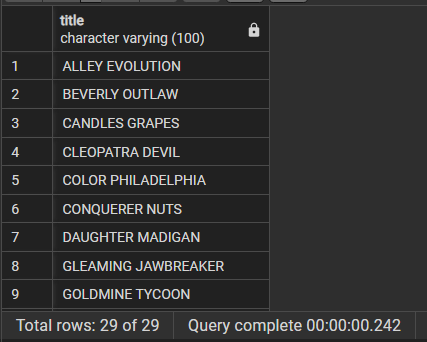 title
character varying (100)
1 ALLEY EVOLUTION
2 BEVERLY OUTLAW
3 CANDLES GRAPES
4 CLEOPATRA DEVIL
5 COLOR PHILADELPHIA
6 CONQUERER NUTS
7 DAUGHTER MADIGAN
8 GLEAMING JAWBREAKER
9 GOLDMINE TYCOON
Total rows: 29 of 29 Query complete 00:00:00.242